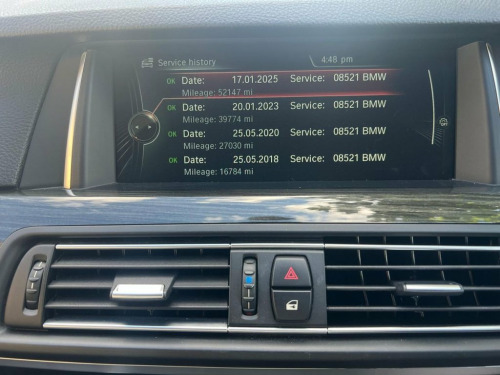 Service history 4:48 pm
OK Date: 17.01.2025 Service: 08521 BMW
Mileage: 52147 mi
OK Date: 20.01.2023 Service: 08521 BMW
Mileage: 39774 mi
OK Date: 25.05.2020 Service: 08521 BMW
Mileage: 27030 mi
OK Date: 25.05.2018 Service: 08521 BMW
Mileage: 16784 mi